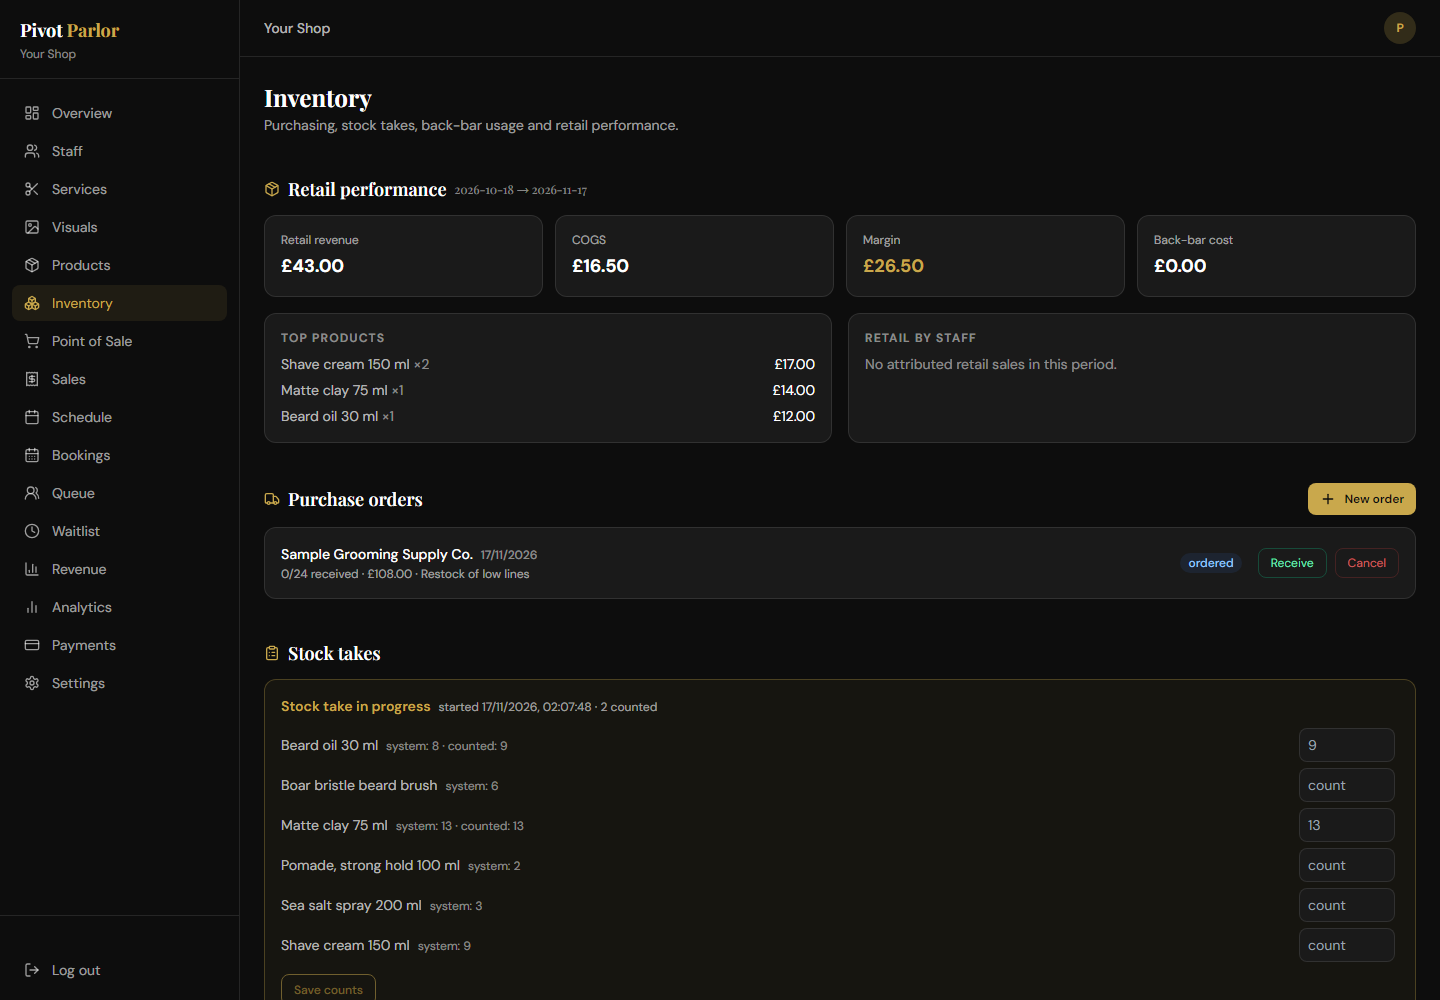 Pivot Parlor
Your Shop
Overview
Staff
Services
Visuals
Products
Inventory
Point of Sale
Sales
Schedule
Bookings
Queue
Waitlist
Revenue
Analytics
Payments
Settings
Log out
Your Shop
P
Inventory
Purchasing, stock takes, back-bar usage and retail performance.
Retail performance 2026-10-18 → 2026-11-17
Retail revenue
£43.00
COGS
£16.50
Margin
£26.50
Back-bar cost
£0.00
TOP PRODUCTS
Shave cream 150 ml ×2 £17.00
Matte clay 75 ml ×1 £14.00
Beard oil 30 ml ×1 £12.00
RETAIL BY STAFF
No attributed retail sales in this period.
Purchase orders
New order
Sample Grooming Supply Co. 17/11/2026
0/24 received · £108.00 · Restock of low lines
ordered
Receive
Cancel
Stock takes
Stock take in progress started 17/11/2026, 02:07:48 · 2 counted
Beard oil 30 ml system: 8 · counted: 9 9
Boar bristle beard brush system: 6 count
Matte clay 75 ml system: 13 · counted: 13 13
Pomade, strong hold 100 ml system: 2 count
Sea salt spray 200 ml system: 3 count
Shave cream 150 ml system: 9 count
Save counts